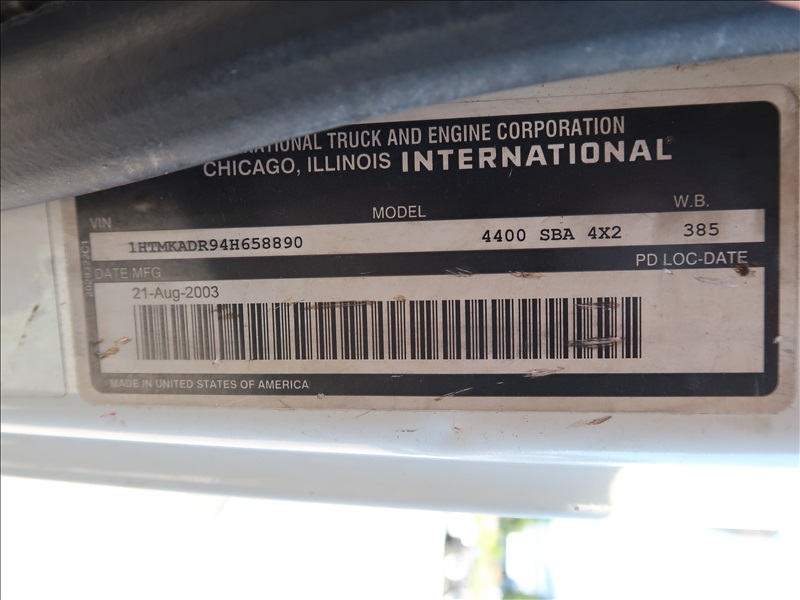 NATIONAL TRUCK AND ENGINE CORPORATION
CHICAGO, ILLINOIS INTERNATIONAL
VIN MODEL W.B.
1HTMKADR94H658890 4400 SBA 4X2 385
DATE MFG PD LOC-DATE
21-Aug-2003
MADE IN UNITED STATES OF AMERICA